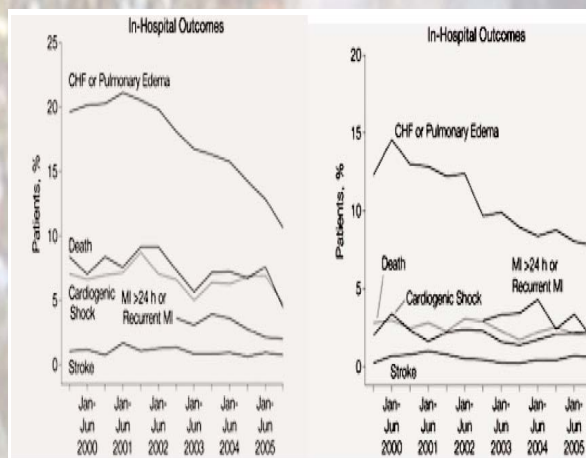 In-Hospital Outcomes
25
20
15
10
5
0
Patients, %
CHF or Pulmonary Edema
Death
Cardiogenic
Shock
MI >24 h or
Recurrent MI
Stroke
Jan- Jan- Jan- Jan- Jan- Jan-
Jun Jun Jun Jun Jun Jun
2000 2001 2002 2003 2004 2005
In-Hospital Outcomes
20
15
10
5
0
Patients, %
CHF or Pulmonary Edema
Death
Cardiogenic Shock
MI >24 h or
Recurrent MI
Stroke
Jan- Jan- Jan- Jan- Jan- Jan-
Jun Jun Jun Jun Jun Jun
2000 2001 2002 2003 2004 2005